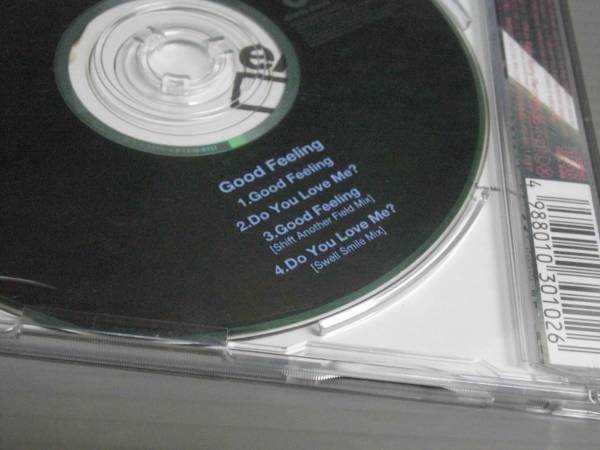 Good Feeling
1.Good Feeling
2.Do You Love Me?
3.Good Feeling
[Shift Another Field Mix]
4.Do You Love Me?
[Swell Smile Mix]
4 988010 301026